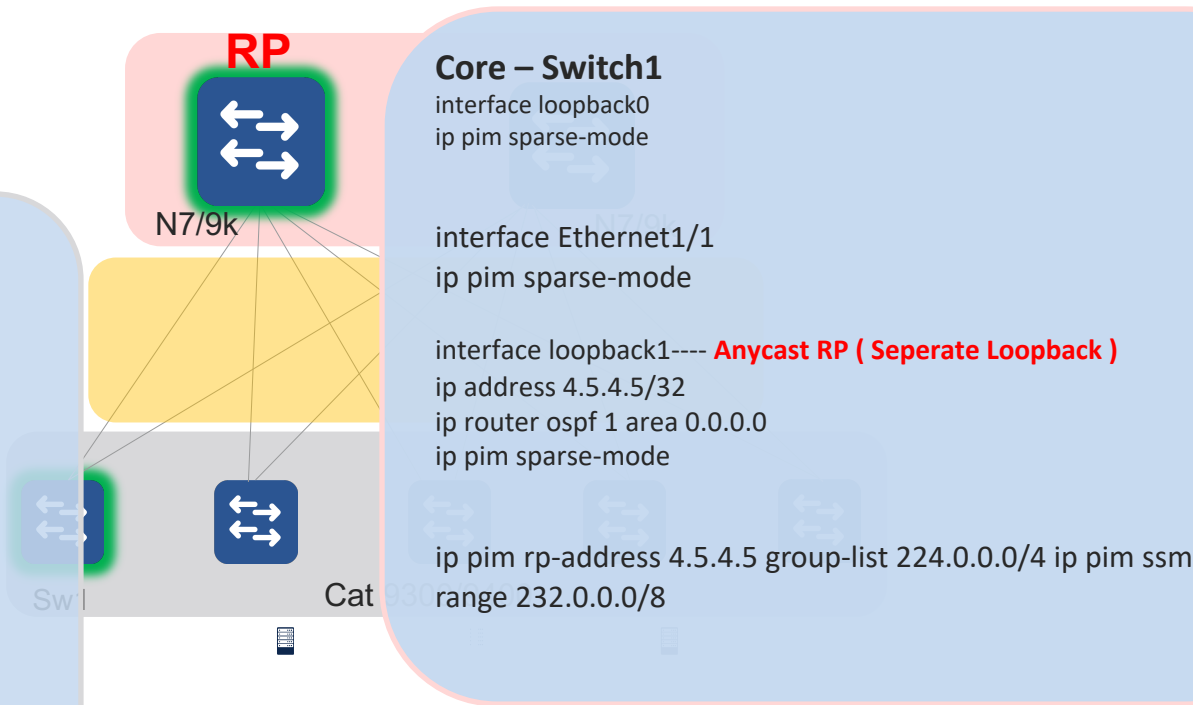 RP
N7/9k
N7/9k
Core – Switch1
interface loopback0
ip pim sparse-mode
interface Ethernet1/1
ip pim sparse-mode
interface loopback1---- Anycast RP ( Seperate Loopback )
ip address 4.5.4.5/32
ip router ospf 1 area 0.0.0.0
ip pim sparse-mode
ip pim rp-address 4.5.4.5 group-list 224.0.0.0/4 ip pim ssm
range 232.0.0.0/8
Sw1
Cat